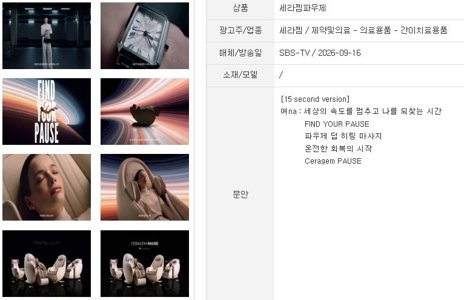 FIND
YOUR
PAUSE
CERAGEM PAUSE
상품
세라젬파우제
광고주/업종
세라젬 / 제약및의료 - 의료용품 - 간이치료용품
매체/방송일
SBS-TV / 2026-09-16
소재/모델
/
문안
[15 second version]
여na : 세상의 속도를 멈추고 나를 되찾는 시간
FIND YOUR PAUSE
파우제 딥 히팅 마사지
온전한 회복의 시작
Ceragem PAUSE